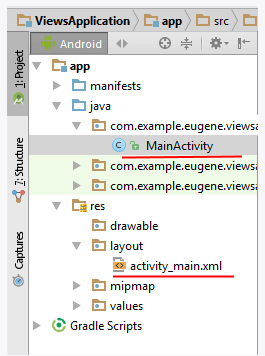 ViewsApplication app src
Android
1: Project
7: Structure
Captures
app
manifests
java
com.example.eugene.viewsa
MainActivity
com.example.eugene.viewsa
com.example.eugene.viewsa
res
drawable
layout
activity_main.xml
mipmap
values
Gradle Scripts